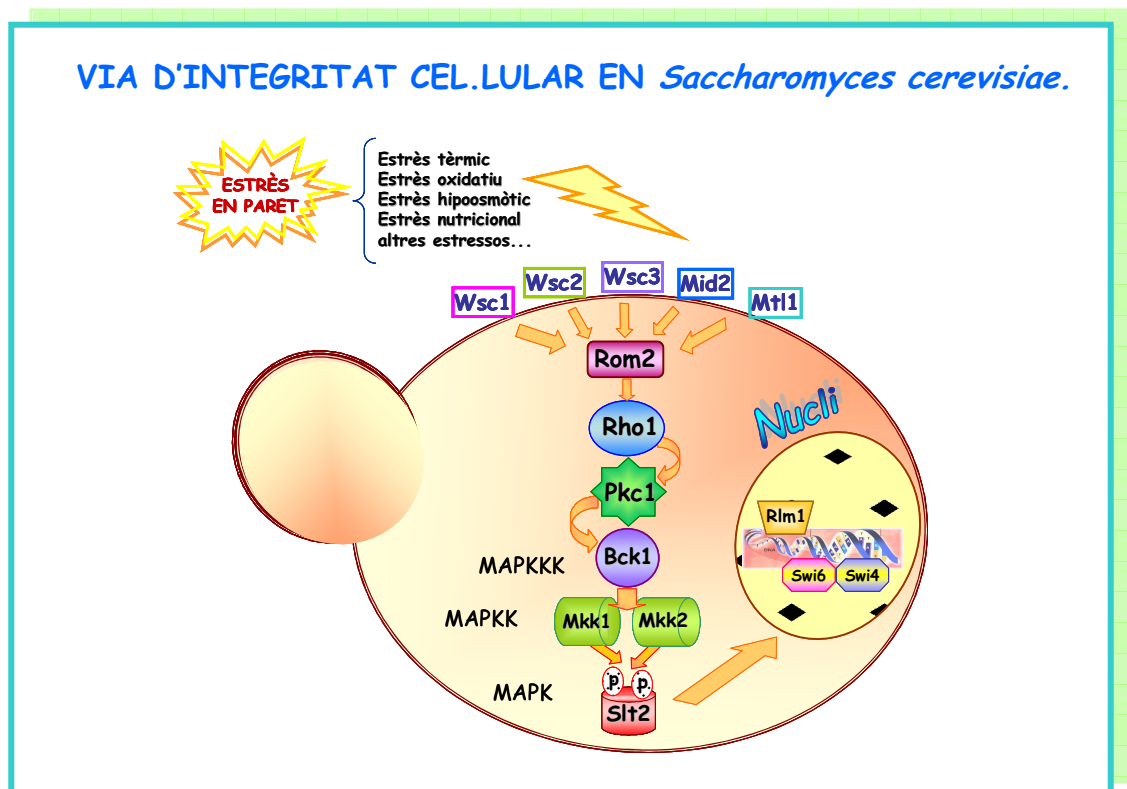 VIA D'INTEGRITAT CEL.LULAR EN Saccharomyces cerevisiae.
ESTRÈS
EN PARET
Estrès tèrmic
Estrès oxidatiu
Estrès hipoosmòtic
Estrès nutricional
altres estressos...
Wsc1
Wsc2
Wsc3
Mid2
Mtl1
Rom2
Nucli
Rho1
Pkc1
Rlm1
DNA
Bck1
MAPKKK
Swi6
Swi4
MAPKK
Mkk1
Mkk2
P
P
MAPK
Slt2